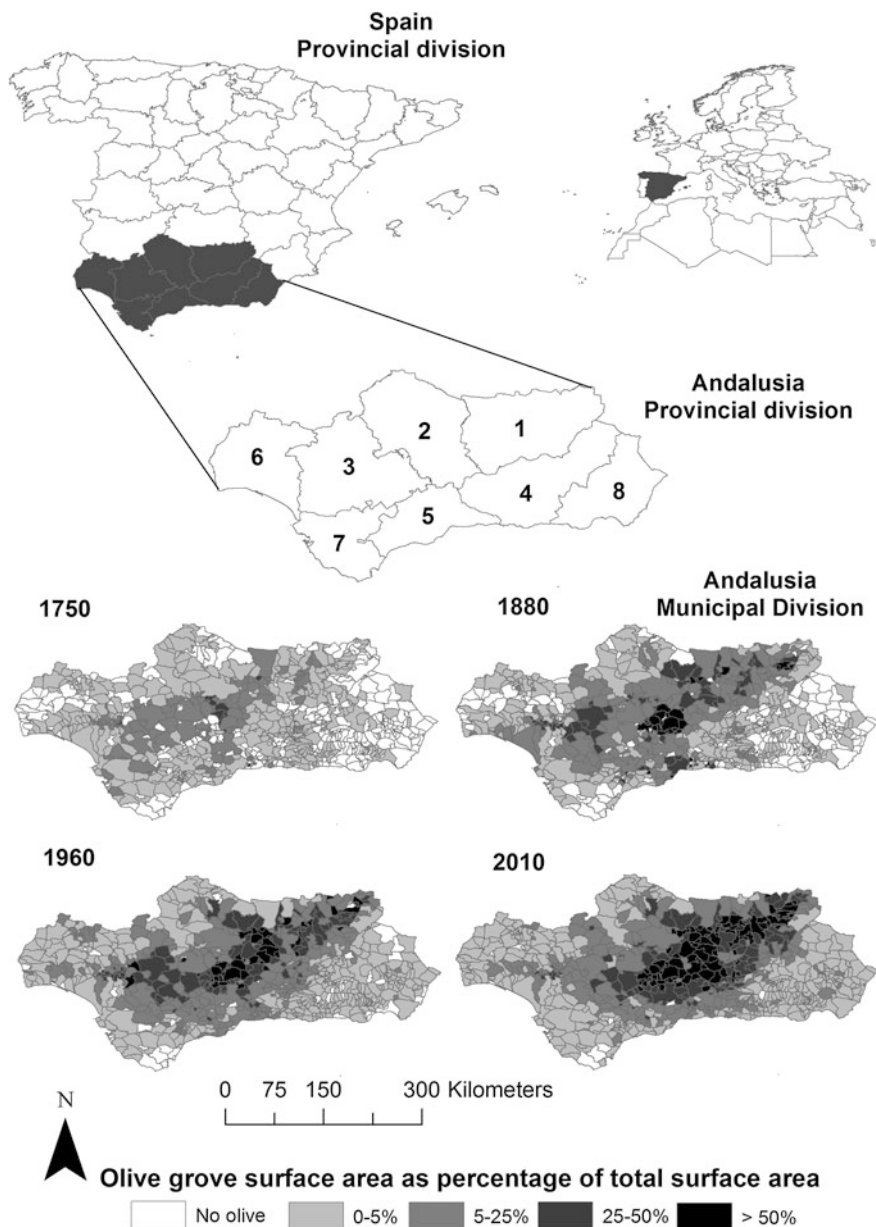 Spain
Provincial division
Andalusia
Provincial division
1
2
3
4
5
6
7
8
Andalusia
Municipal Division
1750
1880
1960
2010
0 75 150 300 Kilometers
N
Olive grove surface area as percentage of total surface area
No olive 0-5% 5-25% 25-50% > 50%